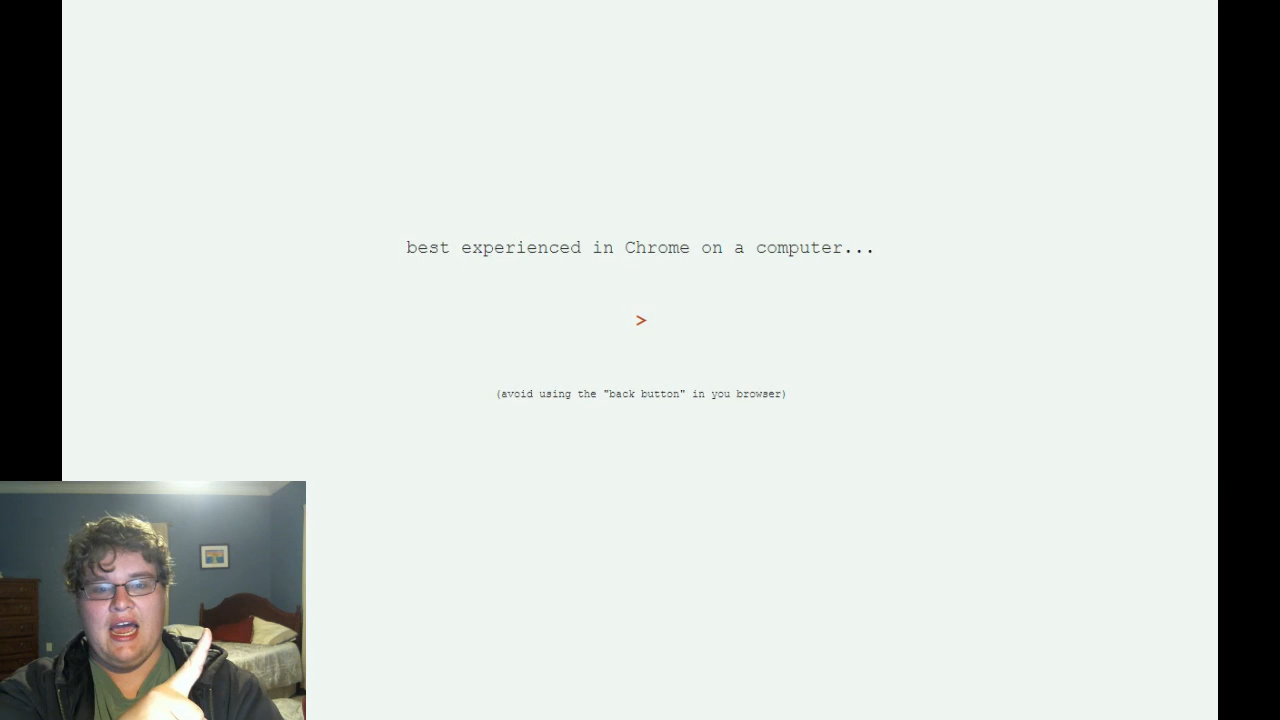 best experienced in Chrome on a computer...
>
(avoid using the "back button" in you browser)